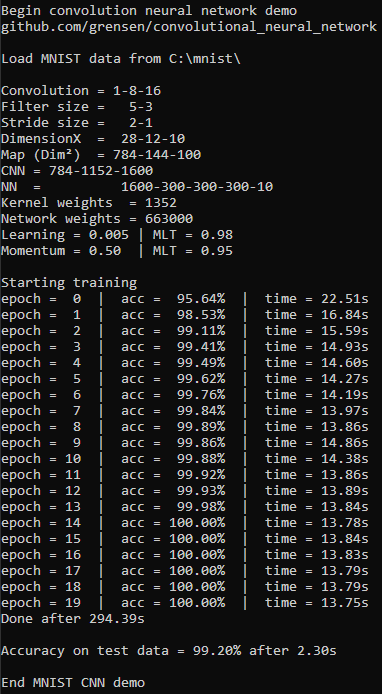 Begin convolution neural network demo
github.com/grensen/convolutional_neural_network
Load MNIST data from C:\mnist\
Convolution = 1-8-16
Filter size =   5-3
Stride size =   2-1
DimensionX  =  28-12-10
Map (Dim²)  = 784-144-100
CNN = 784-1152-1600
NN  =          1600-300-300-300-10
Kernel weights  = 1352
Network weights = 663000
Learning = 0.005 | MLT = 0.98
Momentum = 0.50  | MLT = 0.95
Starting training
epoch =  0  |  acc =  95.64%  |  time = 22.51s
epoch =  1  |  acc =  98.53%  |  time = 16.84s
epoch =  2  |  acc =  99.11%  |  time = 15.59s
epoch =  3  |  acc =  99.41%  |  time = 14.93s
epoch =  4  |  acc =  99.49%  |  time = 14.60s
epoch =  5  |  acc =  99.62%  |  time = 14.27s
epoch =  6  |  acc =  99.76%  |  time = 14.19s
epoch =  7  |  acc =  99.84%  |  time = 13.97s
epoch =  8  |  acc =  99.89%  |  time = 13.86s
epoch =  9  |  acc =  99.86%  |  time = 14.86s
epoch = 10  |  acc =  99.88%  |  time = 14.38s
epoch = 11  |  acc =  99.92%  |  time = 13.86s
epoch = 12  |  acc =  99.93%  |  time = 13.89s
epoch = 13  |  acc =  99.98%  |  time = 13.84s
epoch = 14  |  acc = 100.00%  |  time = 13.78s
epoch = 15  |  acc = 100.00%  |  time = 13.84s
epoch = 16  |  acc = 100.00%  |  time = 13.83s
epoch = 17  |  acc = 100.00%  |  time = 13.79s
epoch = 18  |  acc = 100.00%  |  time = 13.79s
epoch = 19  |  acc = 100.00%  |  time = 13.75s
Done after 294.39s
Accuracy on test data = 99.20% after 2.30s
End MNIST CNN demo